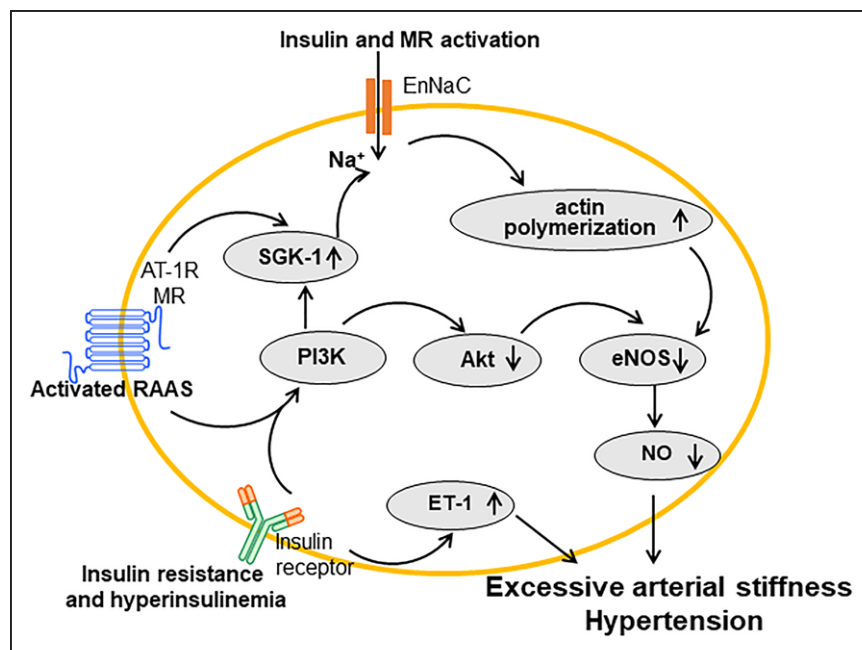 Insulin and MR activation
EnNaC
Na⁺
actin
polymerization
SGK-1
AT-1R
MR
PI3K
Akt
eNOS
Activated RAAS
NO
ET-1
Insulin
receptor
Insulin resistance
and hyperinsulinemia
Excessive arterial stiffness
Hypertension